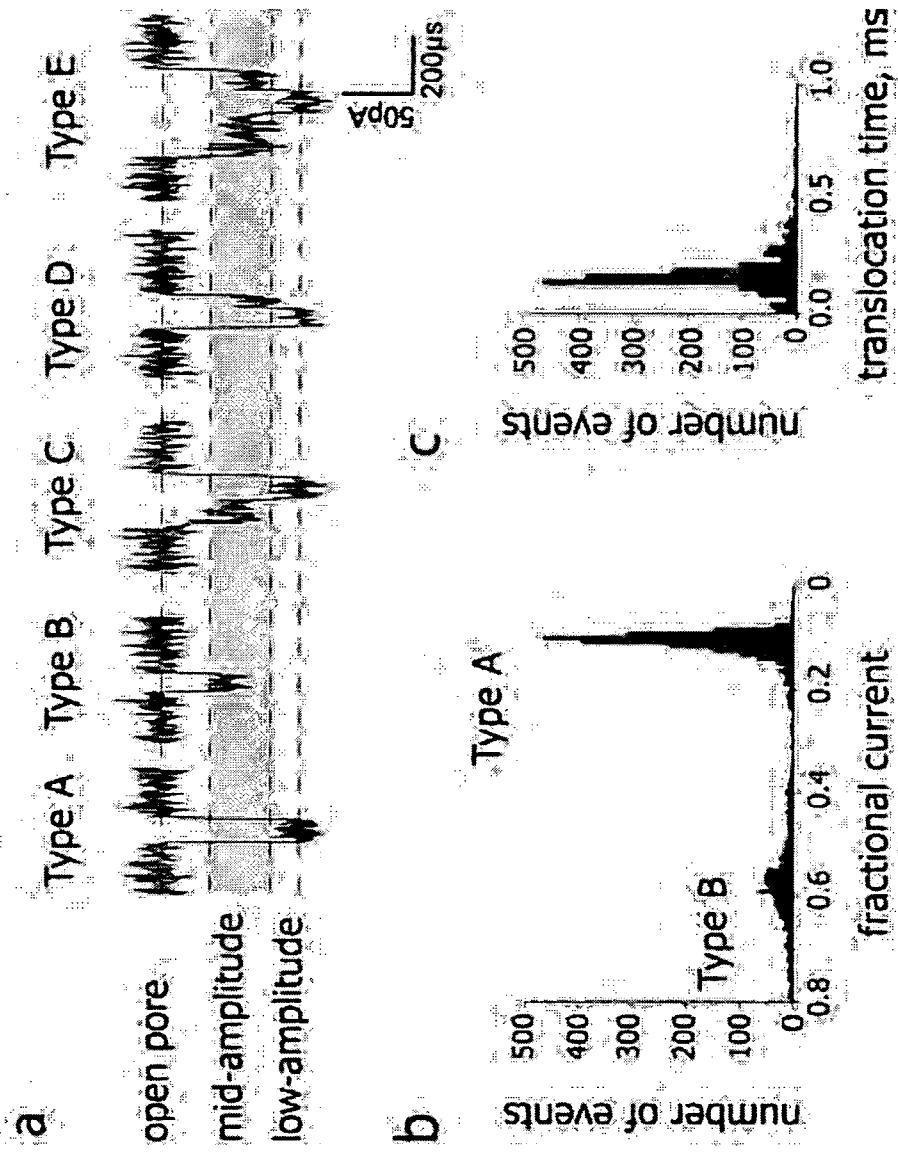 a
Type A Type B Type C Type D Type E
open pore
mid-amplitude
low-amplitude
50pA
200µs
b
number of events
500
400
300
200
100
0
Type B
Type A
0.8 0.6 0.4 0.2 0
fractional current
c
number of events
500
400
300
200
100
0
0.0 0.5 1.0
translocation time, ms